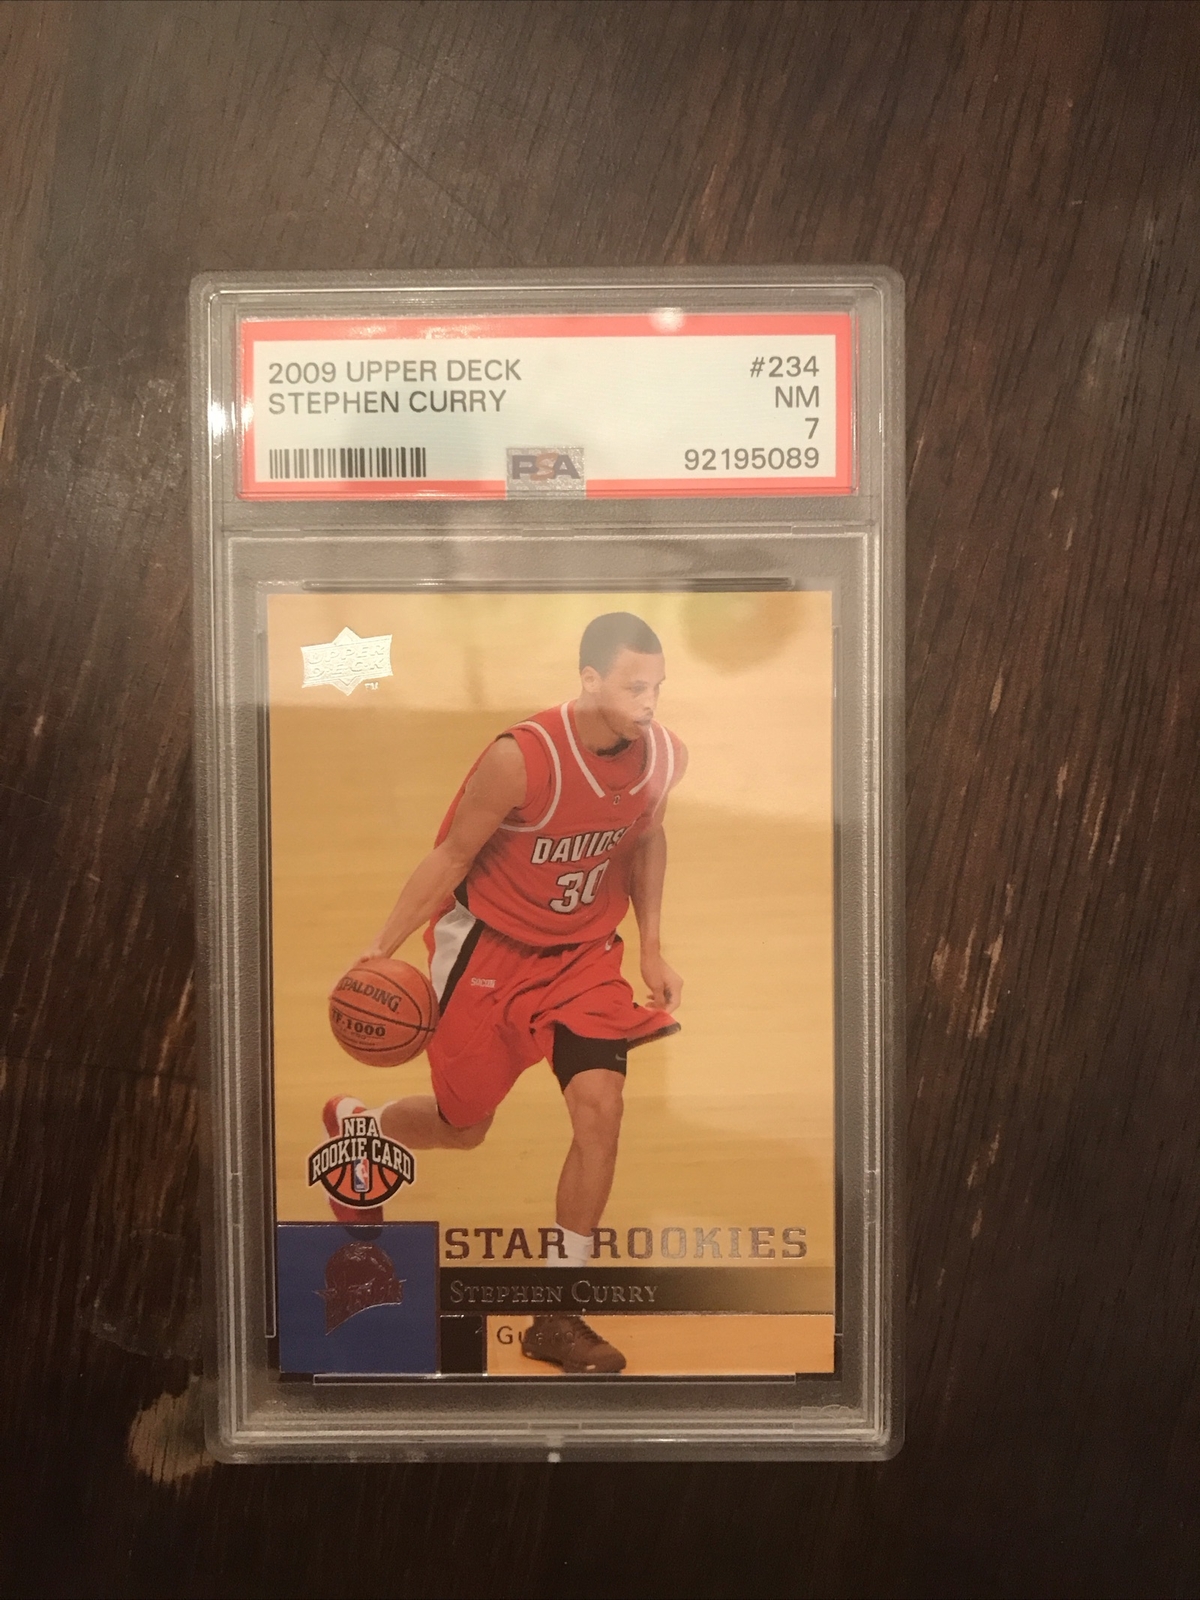 2009 UPPER DECK #234
STEPHEN CURRY NM
7
PSA 92195089
UPPER
DECK
TM
DAVIDS
30
SPALDING
TF-1000
NBA
ROOKIE CARD
STAR ROOKIES
STEPHEN CURRY